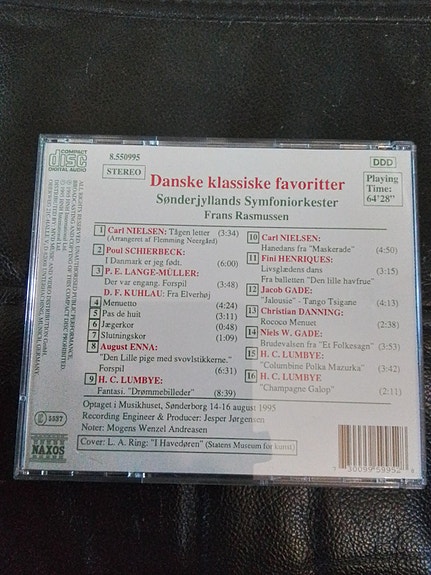 COMPACT
disc
DIGITAL AUDIO
8.550995
STEREO
DDD
Playing
Time:
64'28"
Danske klassiske favoritter
Sønderjyllands Symfoniorkester
Frans Rasmussen
1 Carl NIELSEN: Tågen letter (3:34)
(Arrangeret af Flemming Neergård)
2 Poul SCHIERBECK:
I Danmark er jeg født. (6:00)
3 P. E. LANGE-MÜLLER:
Der var engang. Forspil (3:48)
D. F. KUHLAU: Fra Elverhøj
4 Menuetto (4:24)
5 Pas de huit (3:11)
6 Jægerkor (0:48)
7 Slutningskor (1:09)
8 August ENNA:
"Den Lille pige med svovlstikkerne."
Forspil (6:31)
9 H. C. LUMBYE:
Fantasi. "Drømmebilleder" (8:39)
10 Carl NIELSEN:
Hanedans fra "Maskerade" (4:50)
11 Fini HENRIQUES:
Livsglædens dans (3:15)
Fra balletten "Den lille havfrue"
12 Jacob GADE:
"Jalousie" - Tango Tsigane (4:13)
13 Christian DANNING:
Rococo Menuet (2:38)
14 Niels W. GADE:
Brudevalsen fra "Et Folkesagn" (3:53)
15 H. C. LUMBYE:
"Columbine Polka Mazurka" (3:42)
16 H. C. LUMBYE:
"Champagne Galop" (2:11)
Optaget i Musikhuset, Sønderborg 14-16 august 1995
Recording Engineer & Producer: Jesper Jørgensen
Noter: Mogens Wenzel Andreasen
Cover: L. A. Ring: "I Havedøren" (Statens Museum for kunst)
NAXOS